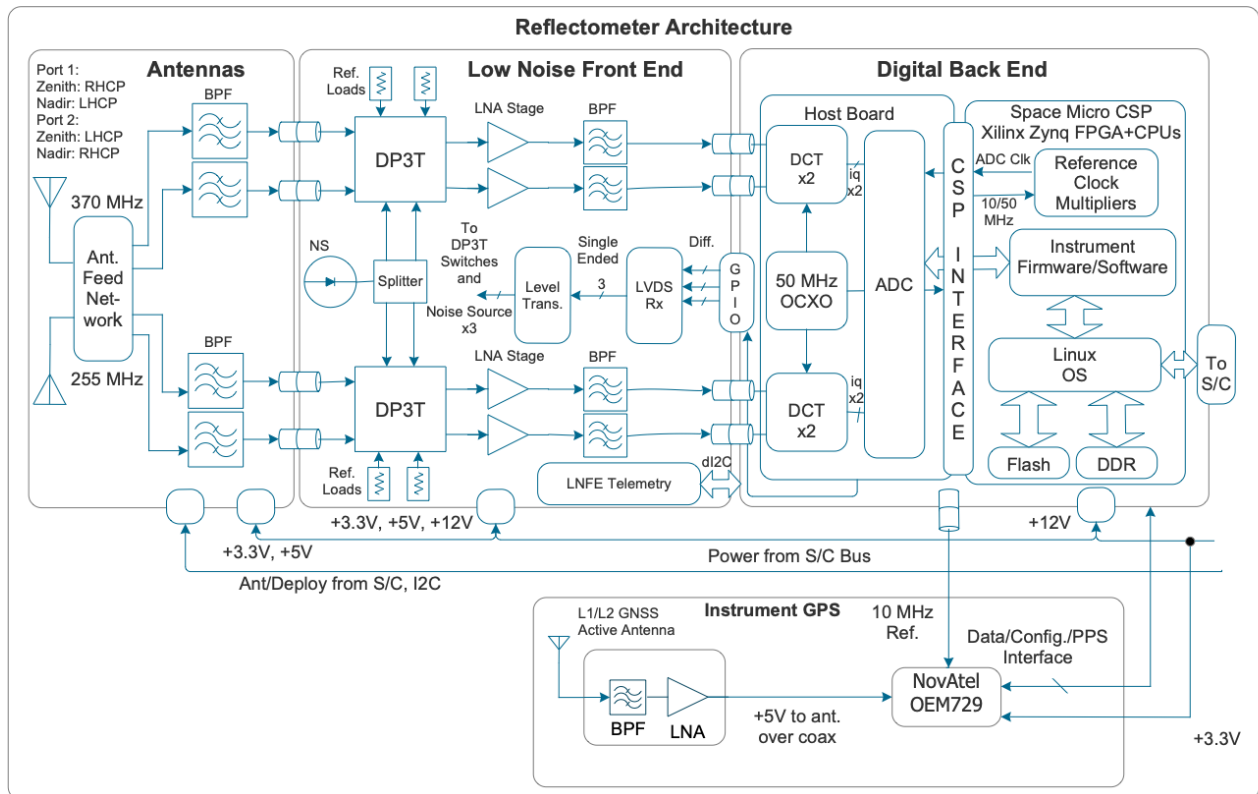 Reflectometer Architecture
Antennas
Port 1:
Zenith: RHCP
Nadir: LHCP
Port 2:
Zenith: LHCP
Nadir: RHCP
BPF
370 MHz
Ant.
Feed
Net-
work
255 MHz
BPF
Low Noise Front End
Ref.
Loads
DP3T
LNA Stage
BPF
NS
Splitter
To
DP3T
Switches
and
Noise Source
x3
Level
Trans.
Single
Ended
3
LVDS
Rx
Diff.
GPIO
DP3T
LNA Stage
BPF
Ref.
Loads
LNFE Telemetry
dI2C
Digital Back End
Host Board
DCT
x2
iq
x2
50 MHz
OCXO
ADC
DCT
x2
iq
x2
CSP INTERFACE
Space Micro CSP
Xilinx Zynq FPGA+CPUs
ADC Clk
10/50
MHz
Reference
Clock
Multipliers
Instrument
Firmware/Software
Linux
OS
Flash
DDR
To
S/C
+3.3V, +5V, +12V
+12V
+3.3V, +5V
Power from S/C Bus
Ant/Deploy from S/C, I2C
Instrument GPS
L1/L2 GNSS
Active Antenna
BPF
LNA
+5V to ant.
over coax
10 MHz
Ref.
NovAtel
OEM729
Data/Config./PPS
Interface
+3.3V